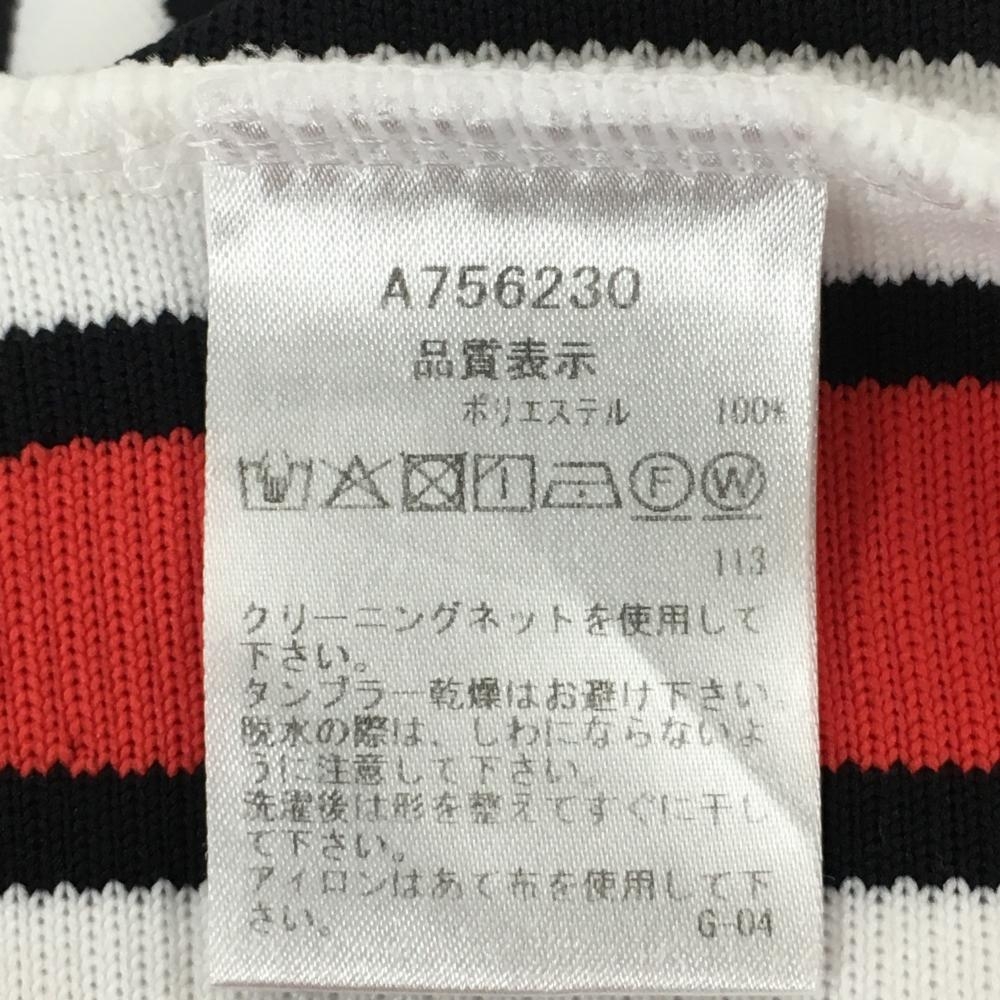 A756230
品質表示
ポリエステル 100%
F W
113
クリーニングネットを使用して
下さい。
タンブラー乾燥はお避け下さい。
脱水の際は、しわにならないよ
うに注意して下さい。
洗濯後は形を整えてすぐに干し
て下さい。
アイロンはあて布を使用して下
さい。
G-04